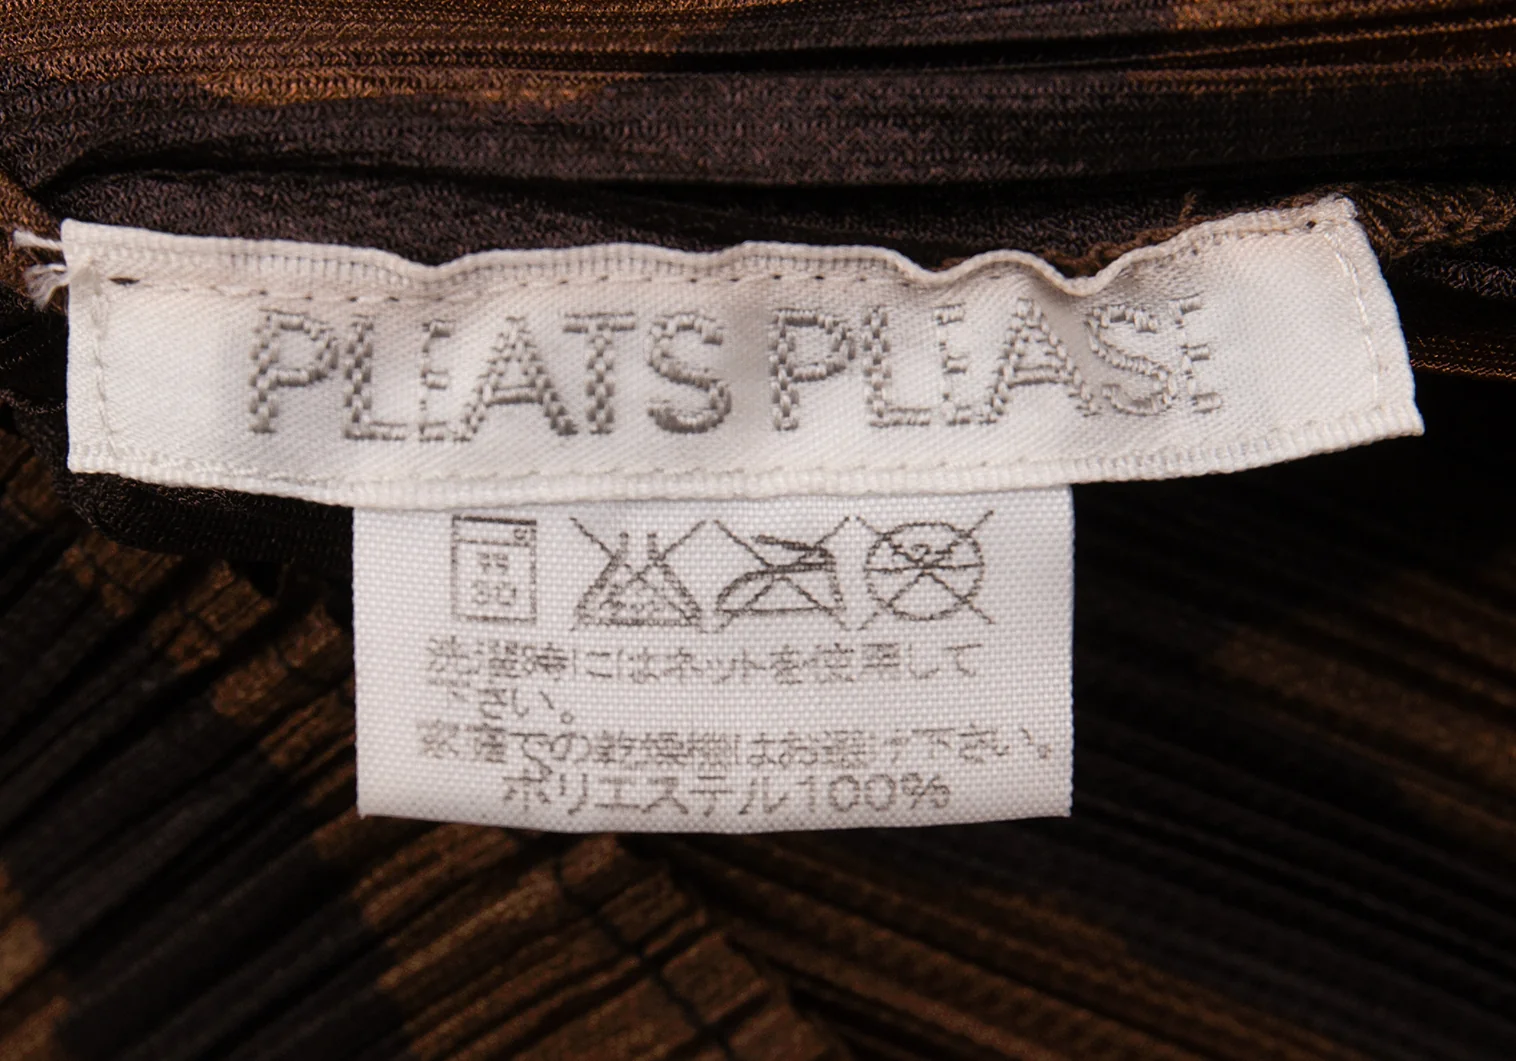 PLEATS PLEASE
弱
30
洗濯時にはネットを使用して
下さい。
家庭での乾燥機はお避け下さい。
ポリエステル100%